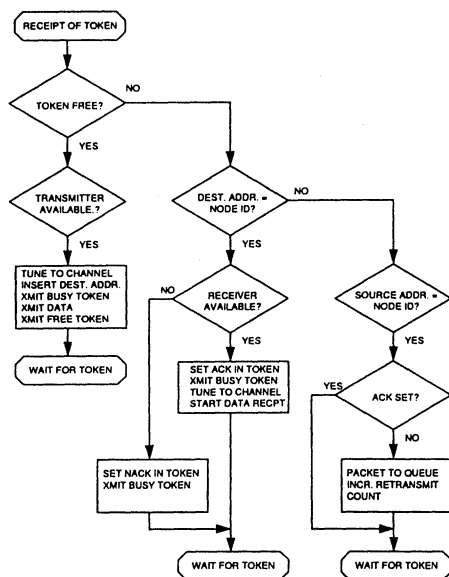 RECEIPT OF TOKEN
TOKEN FREE?
NO
YES
TRANSMITTER
AVAILABLE.?
YES
TUNE TO CHANNEL
INSERT DEST. ADDR.
XMIT BUSY TOKEN
XMIT DATA
XMIT FREE TOKEN
WAIT FOR TOKEN
DEST. ADDR. =
NODE ID?
NO
YES
NO
RECEIVER
AVAILABLE?
YES
SET ACK IN TOKEN
XMIT BUSY TOKEN
TUNE TO CHANNEL
START DATA RECPT
SET NACK IN TOKEN
XMIT BUSY TOKEN
WAIT FOR TOKEN
SOURCE ADDR. =
NODE ID?
YES
YES
ACK SET?
NO
PACKET TO QUEUE
INCR. RETRANSMIT
COUNT
WAIT FOR TOKEN